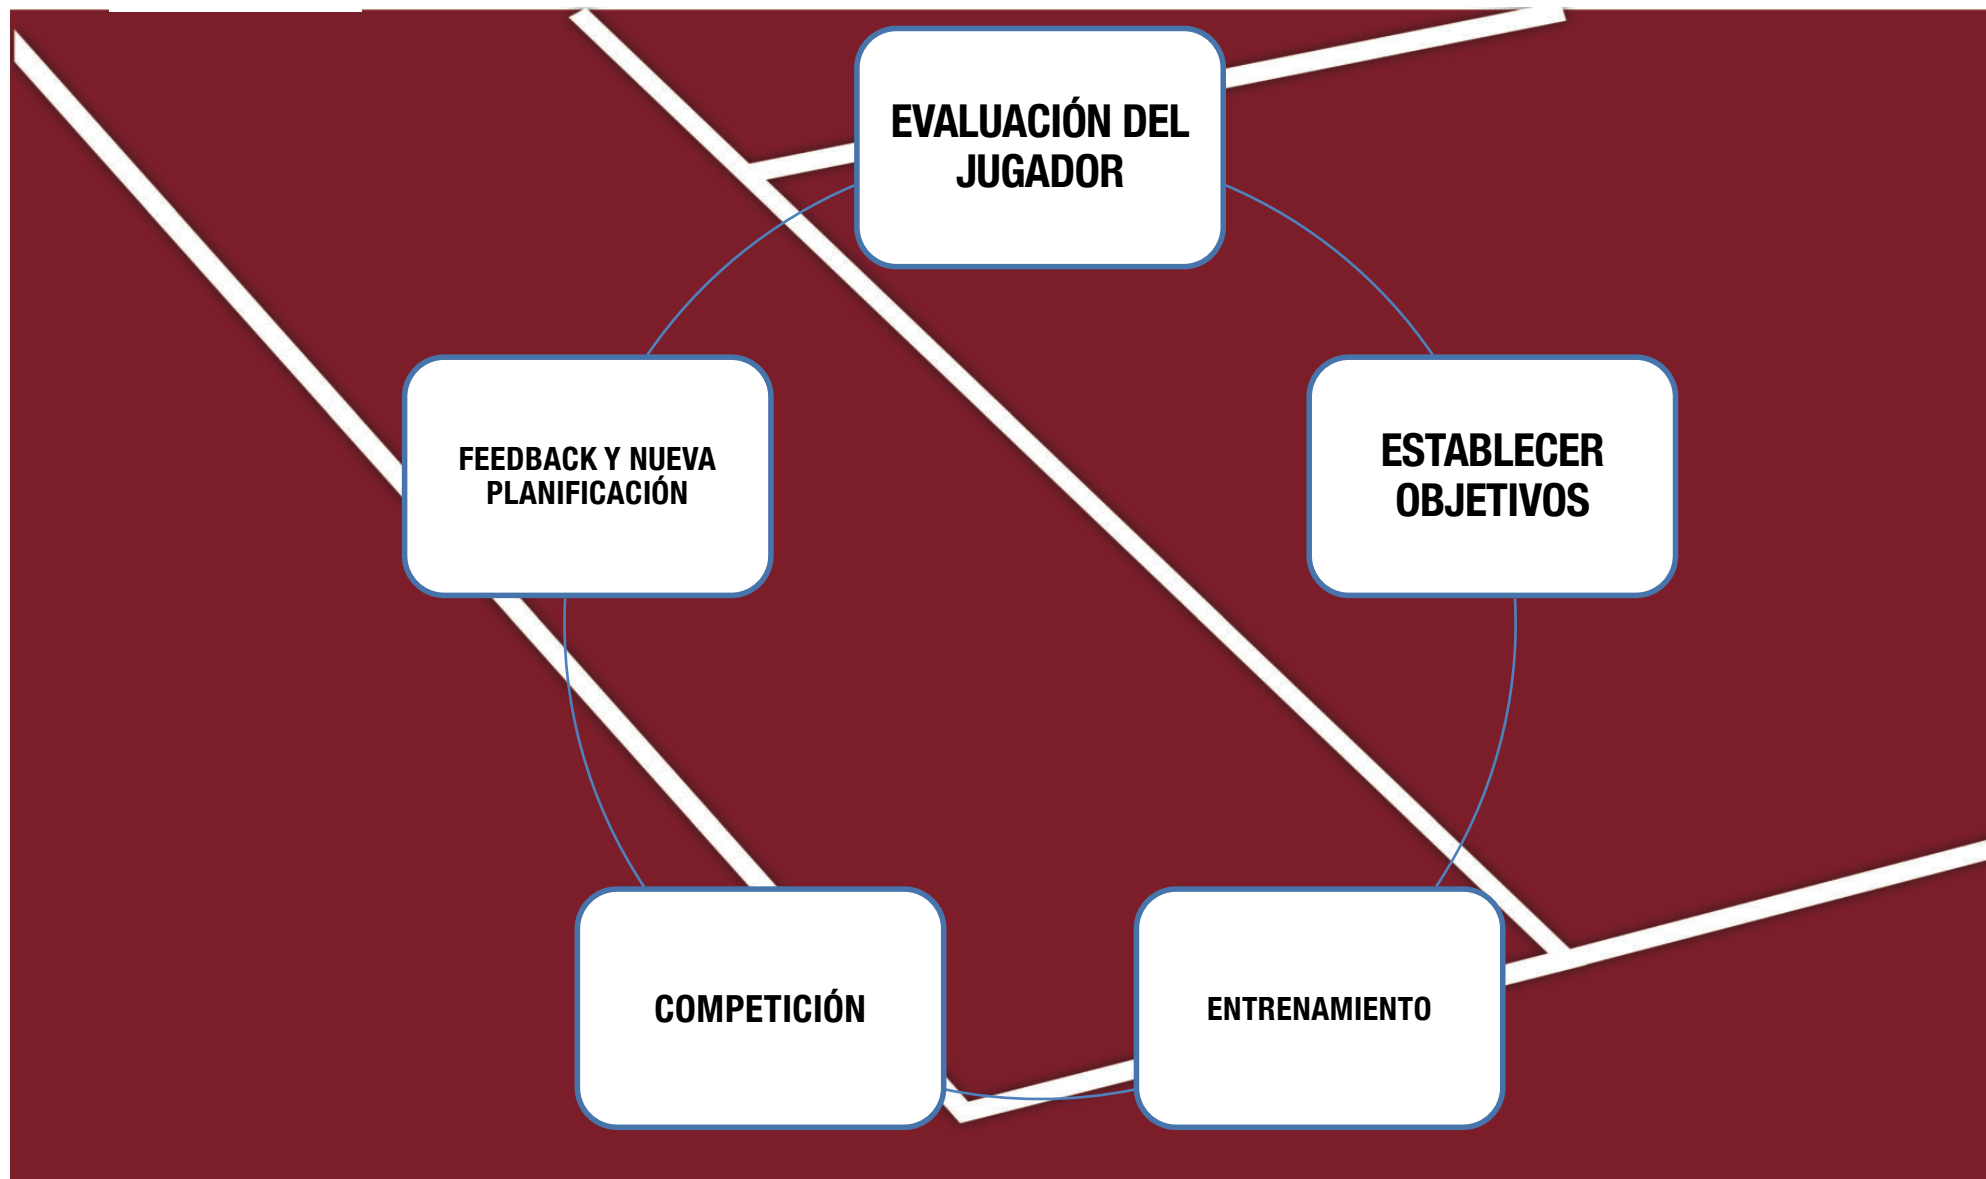 EVALUACIÓN DEL
JUGADOR
ESTABLECER
OBJETIVOS
ENTRENAMIENTO
COMPETICIÓN
FEEDBACK Y NUEVA
PLANIFICACIÓN